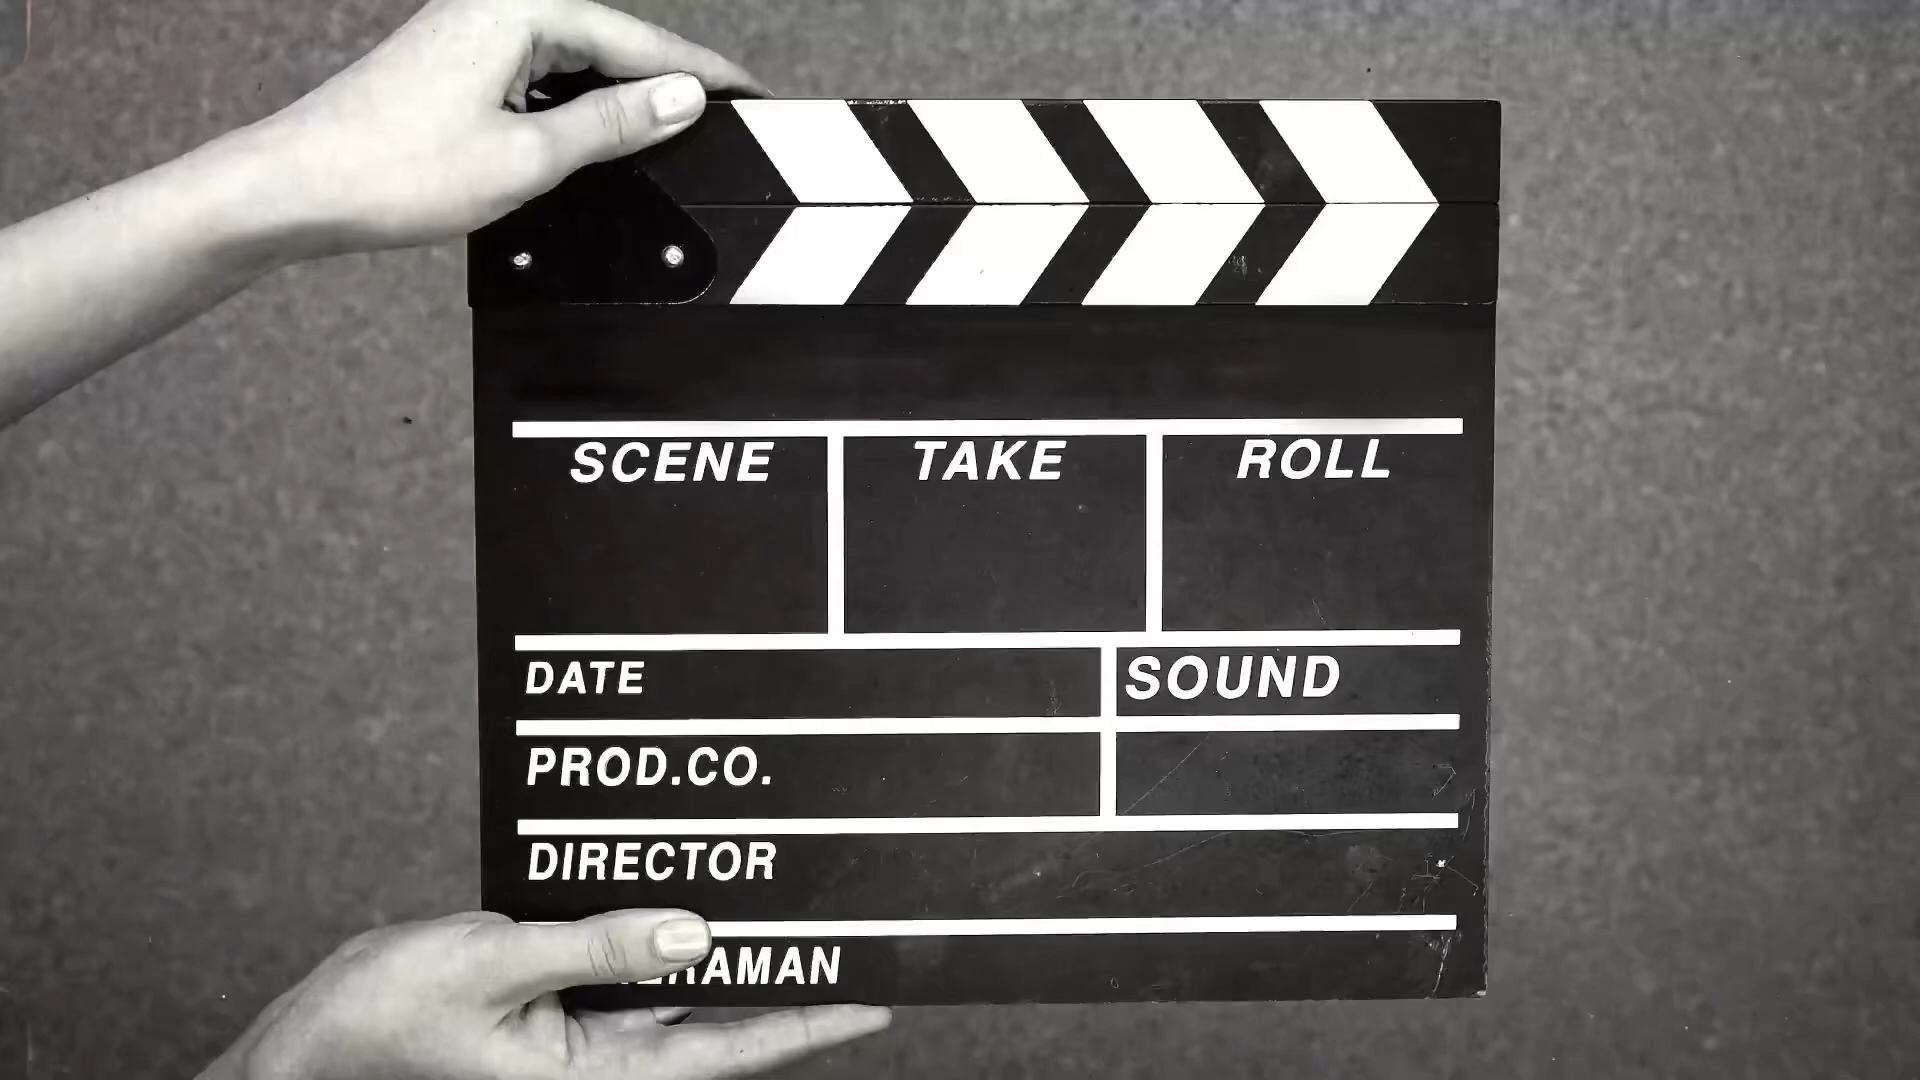 SCENE TAKE ROLL
DATE SOUND
PROD.CO.
DIRECTOR